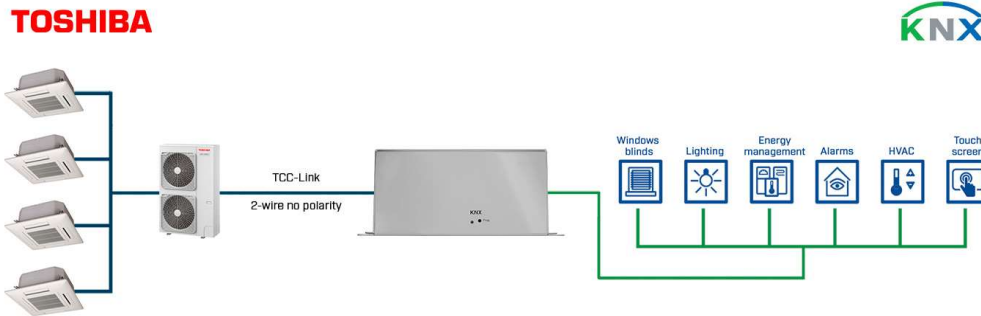 TOSHIBA
KNX
TCC-Link
2-wire no polarity
KNX
Windows
blinds
Lighting
Energy
management
Alarms
HVAC
Touch
screen